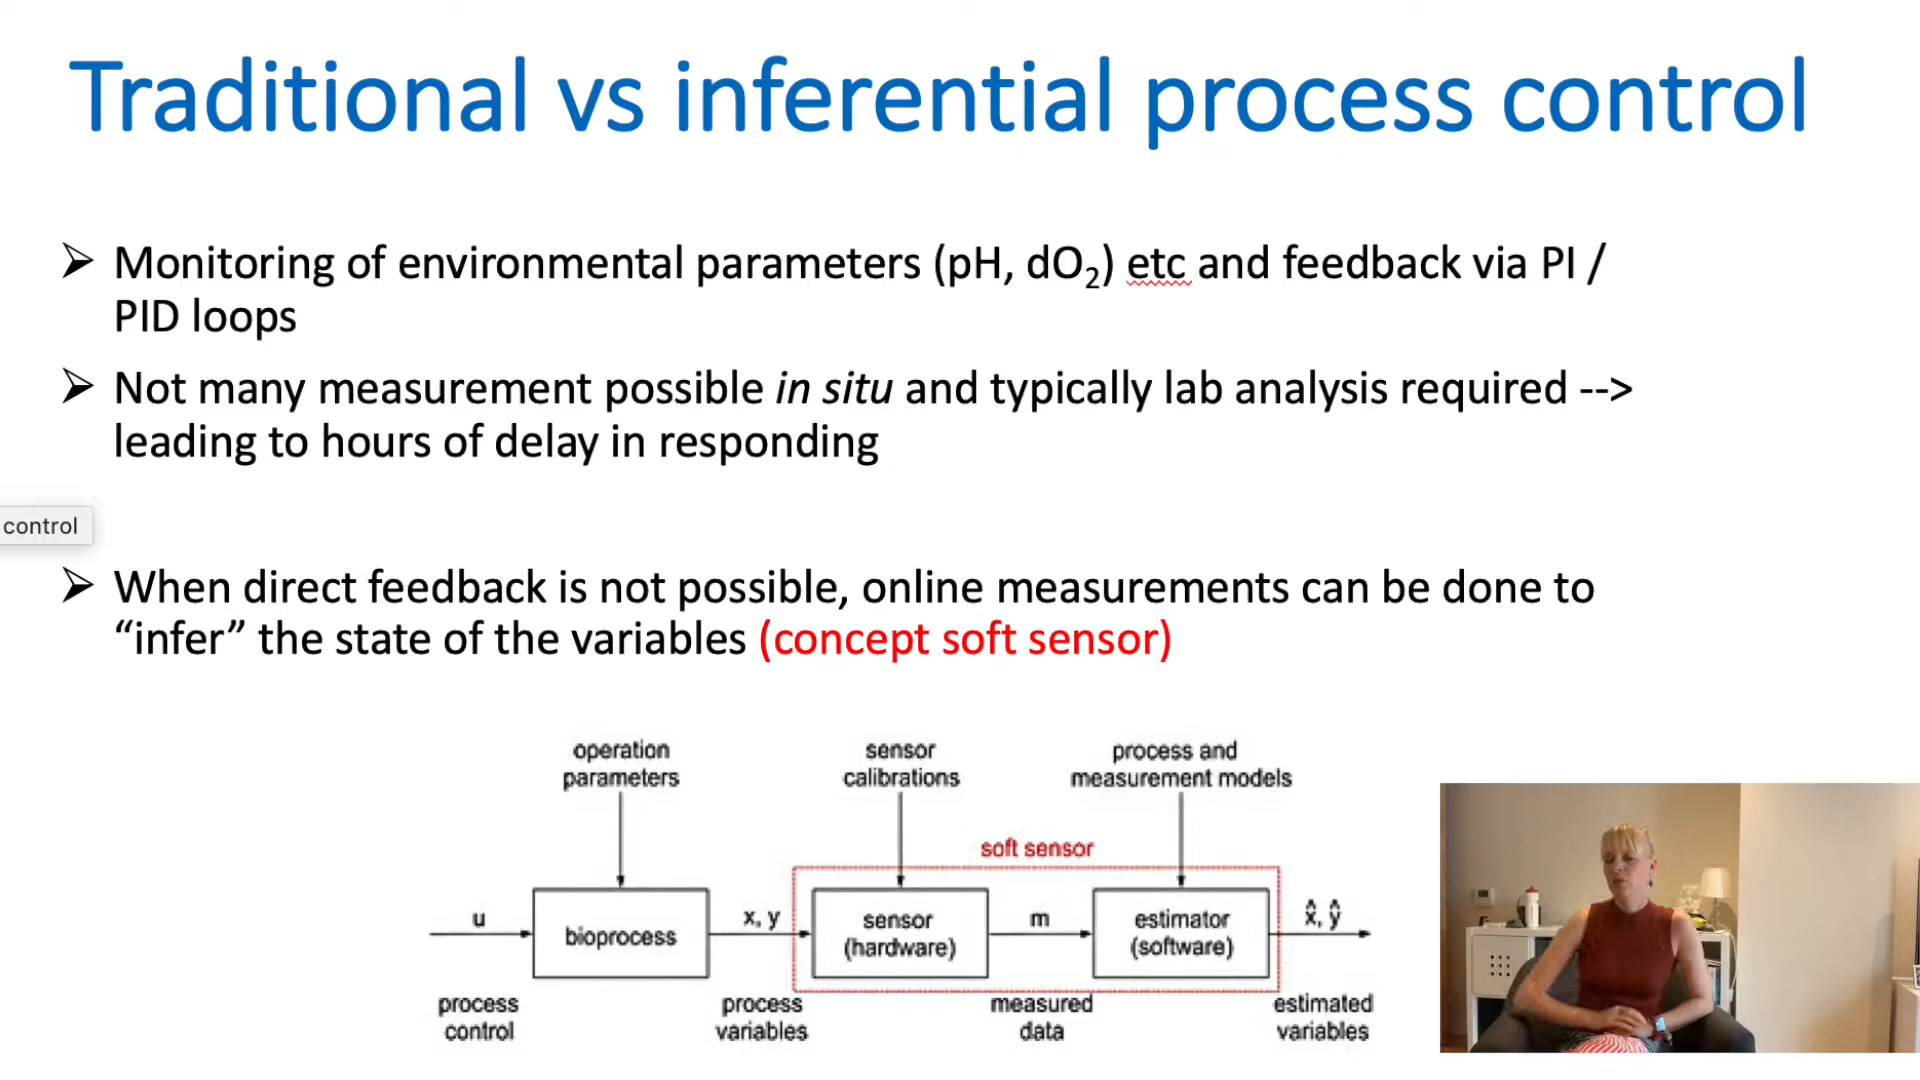 Traditional vs inferential process control
➢ Monitoring of environmental parameters (pH, dO₂) etc and feedback via PI /
PID loops
➢ Not many measurement possible in situ and typically lab analysis required -->
leading to hours of delay in responding
control
➢ When direct feedback is not possible, online measurements can be done to
“infer” the state of the variables (concept soft sensor)
operation
parameters
sensor
calibrations
process and
measurement models
soft sensor
u
bioprocess
x, y
sensor
(hardware)
m
estimator
(software)
x̂, ŷ
process
control
process
variables
measured
data
estimated
variables